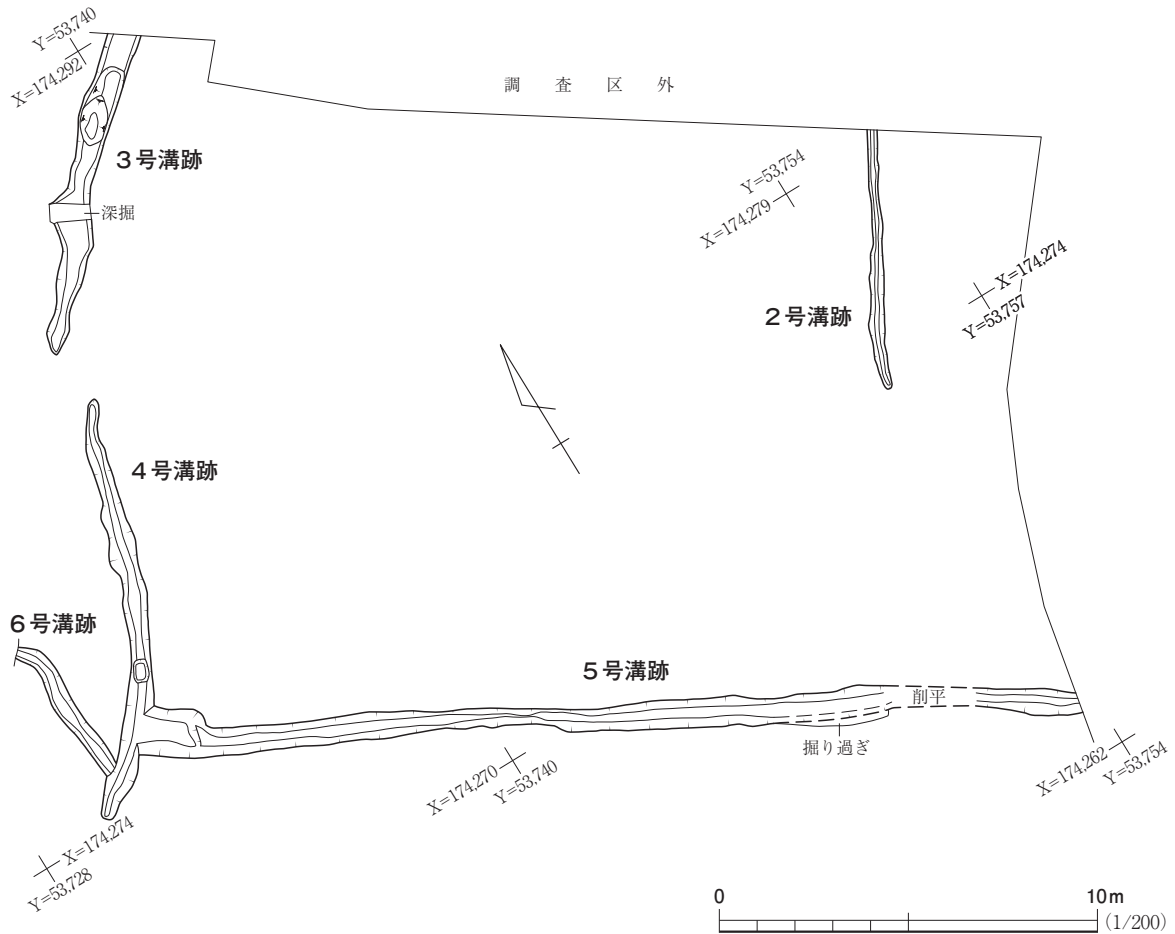 Y=53,740
X=174,292
調査区外
3号溝跡
深掘
Y=53,754
X=174,279
X=174,274
Y=53,757
2号溝跡
4号溝跡
6号溝跡
5号溝跡
削平
掘り過ぎ
X=174,270
Y=53,740
X=174,262
Y=53,754
X=174,274
Y=53,728
0
10m
(1/200)